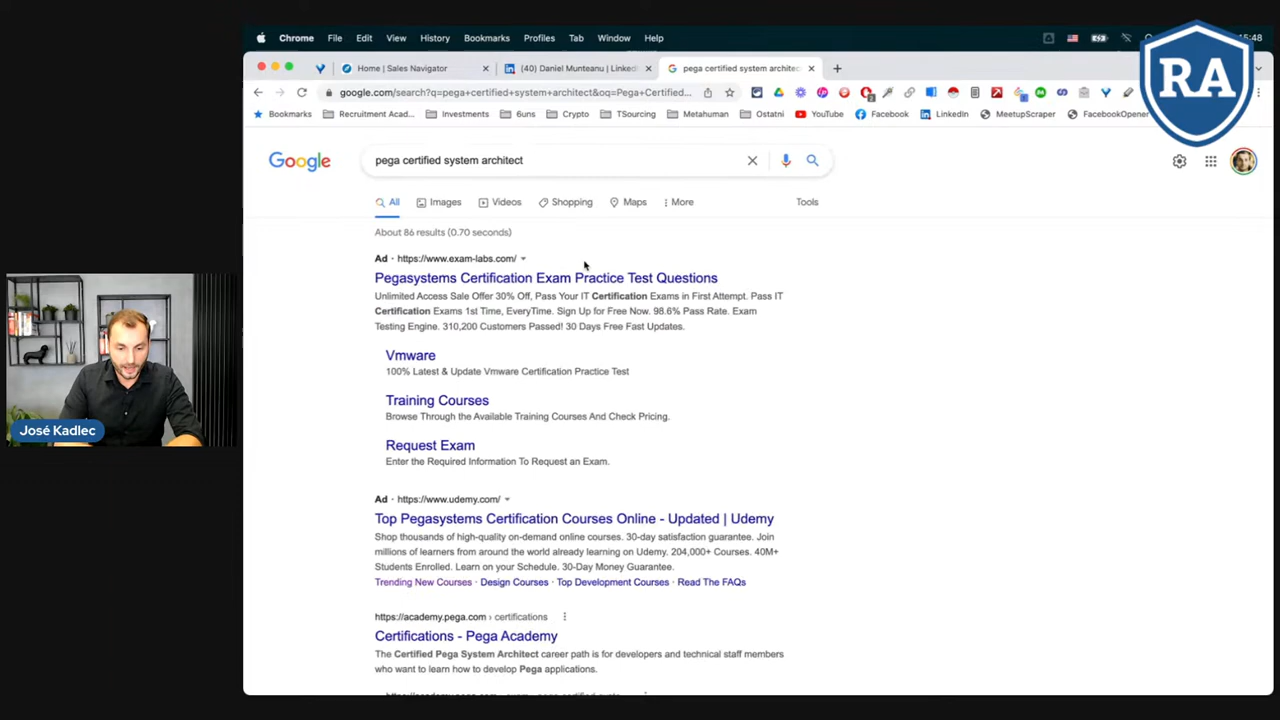 Chrome File Edit View History Bookmarks Profiles Tab Window Help
15:48
RA
Home | Sales Navigator
(40) Daniel Munteanu | Linked
pega certified system architec
google.com/search?q=pega+certified+system+architect&oq=Pega+Certified...
Bookmarks Recruitment Acad... Investments 6uns Crypto TSourcing Metahuman Ostatni YouTube Facebook Linkedin MeetupScraper FacebookOpener
Google
pega certified system architect
All Images Videos Shopping Maps More Tools
About 86 results (0.70 seconds)
Ad · https://www.exam-labs.com/
Pegasystems Certification Exam Practice Test Questions
Unlimited Access Sale Offer 30% Off, Pass Your IT Certification Exams in First Attempt. Pass IT
Certification Exams 1st Time, EveryTime. Sign Up for Free Now. 98.6% Pass Rate. Exam
Testing Engine. 310,200 Customers Passed! 30 Days Free Fast Updates.
Vmware
100% Latest & Update Vmware Certification Practice Test
Training Courses
Browse Through the Available Training Courses And Check Pricing.
Request Exam
Enter the Required Information To Request an Exam.
José Kadlec
Ad · https://www.udemy.com/
Top Pegasystems Certification Courses Online - Updated | Udemy
Shop thousands of high-quality on-demand online courses. 30-day satisfaction guarantee. Join
millions of learners from around the world already learning on Udemy. 204,000+ Courses. 40M+
Students Enrolled. Learn on your Schedule. 30-Day Money Guarantee.
Trending New Courses · Design Courses · Top Development Courses · Read The FAQs
https://academy.pega.com › certifications
Certifications - Pega Academy
The Certified Pega System Architect career path is for developers and technical staff members
who want to learn how to develop Pega applications.